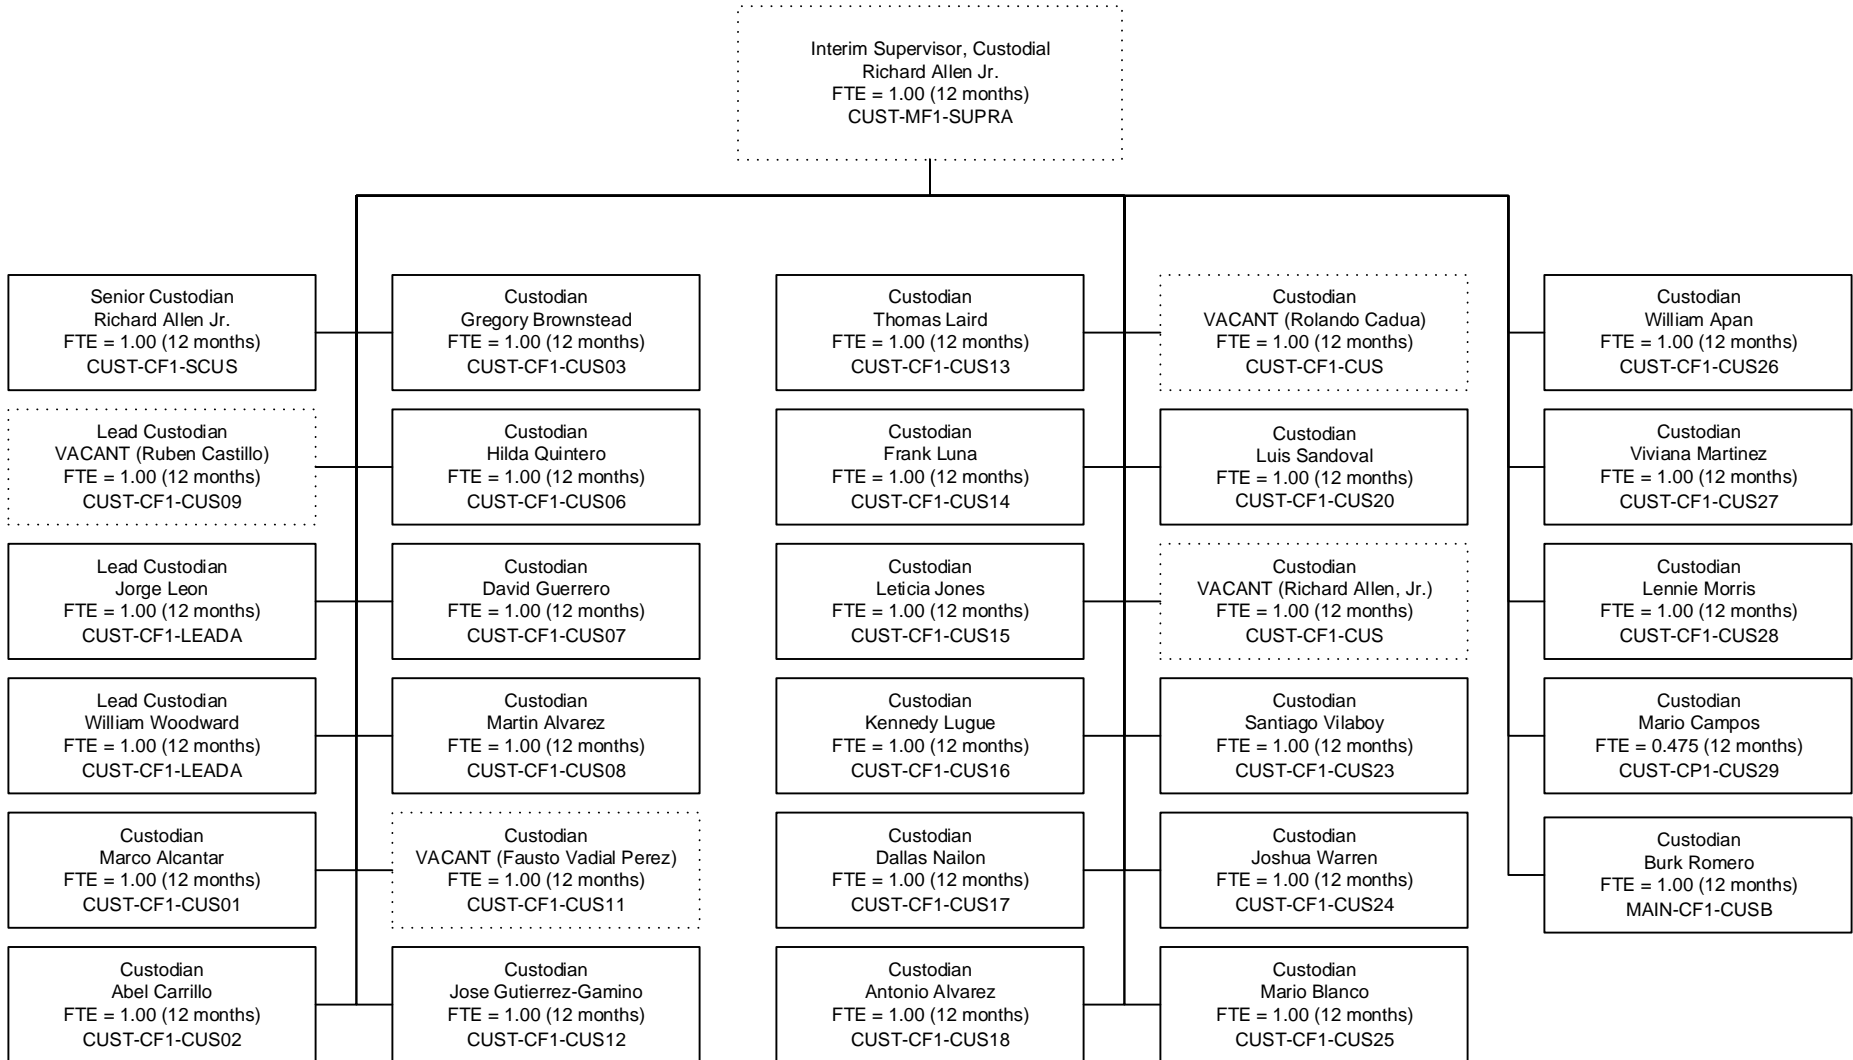 Interim Supervisor, Custodial
Richard Allen Jr.
FTE = 1.00 (12 months)
CUST-MF1-SUPRA
Senior Custodian
Richard Allen Jr.
FTE = 1.00 (12 months)
CUST-CF1-SCUS
Lead Custodian
VACANT (Ruben Castillo)
FTE = 1.00 (12 months)
CUST-CF1-CUS09
Lead Custodian
Jorge Leon
FTE = 1.00 (12 months)
CUST-CF1-LEADA
Lead Custodian
William Woodward
FTE = 1.00 (12 months)
CUST-CF1-LEADA
Custodian
Marco Alcantar
FTE = 1.00 (12 months)
CUST-CF1-CUS01
Custodian
Abel Carrillo
FTE = 1.00 (12 months)
CUST-CF1-CUS02
Custodian
Gregory Brownstead
FTE = 1.00 (12 months)
CUST-CF1-CUS03
Custodian
Hilda Quintero
FTE = 1.00 (12 months)
CUST-CF1-CUS06
Custodian
David Guerrero
FTE = 1.00 (12 months)
CUST-CF1-CUS07
Custodian
Martin Alvarez
FTE = 1.00 (12 months)
CUST-CF1-CUS08
Custodian
VACANT (Fausto Vadial Perez)
FTE = 1.00 (12 months)
CUST-CF1-CUS11
Custodian
Jose Gutierrez-Gamino
FTE = 1.00 (12 months)
CUST-CF1-CUS12
Custodian
Thomas Laird
FTE = 1.00 (12 months)
CUST-CF1-CUS13
Custodian
Frank Luna
FTE = 1.00 (12 months)
CUST-CF1-CUS14
Custodian
Leticia Jones
FTE = 1.00 (12 months)
CUST-CF1-CUS15
Custodian
Kennedy Lugue
FTE = 1.00 (12 months)
CUST-CF1-CUS16
Custodian
Dallas Nailon
FTE = 1.00 (12 months)
CUST-CF1-CUS17
Custodian
Antonio Alvarez
FTE = 1.00 (12 months)
CUST-CF1-CUS18
Custodian
VACANT (Rolando Cadua)
FTE = 1.00 (12 months)
CUST-CF1-CUS
Custodian
Luis Sandoval
FTE = 1.00 (12 months)
CUST-CF1-CUS20
Custodian
VACANT (Richard Allen, Jr.)
FTE = 1.00 (12 months)
CUST-CF1-CUS
Custodian
Santiago Vilaboy
FTE = 1.00 (12 months)
CUST-CF1-CUS23
Custodian
Joshua Warren
FTE = 1.00 (12 months)
CUST-CF1-CUS24
Custodian
Mario Blanco
FTE = 1.00 (12 months)
CUST-CF1-CUS25
Custodian
William Apan
FTE = 1.00 (12 months)
CUST-CF1-CUS26
Custodian
Viviana Martinez
FTE = 1.00 (12 months)
CUST-CF1-CUS27
Custodian
Lennie Morris
FTE = 1.00 (12 months)
CUST-CF1-CUS28
Custodian
Mario Campos
FTE = 0.475 (12 months)
CUST-CP1-CUS29
Custodian
Burk Romero
FTE = 1.00 (12 months)
MAIN-CF1-CUSB